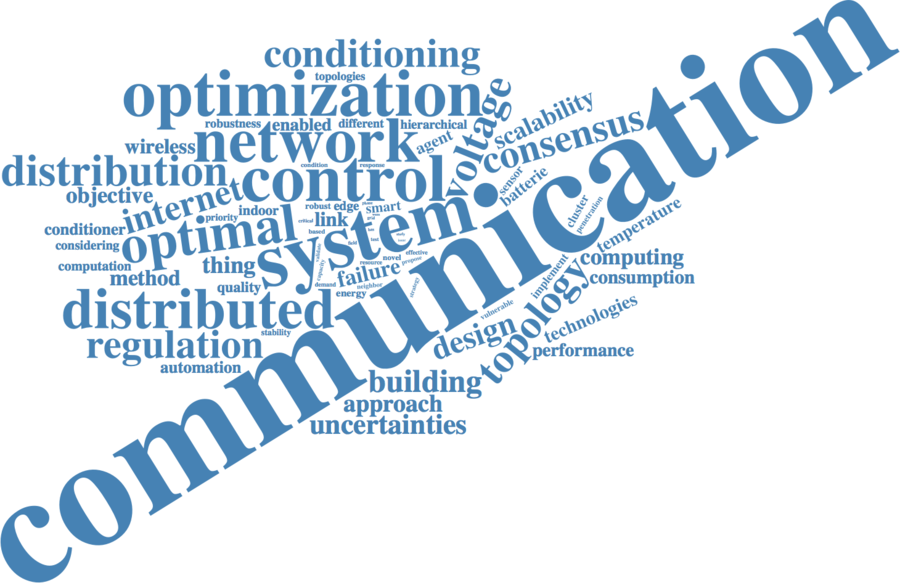 conditioning
topologies
optimization
voltage
scalability
robustness
enabled
different
hierarchical
consensus
communication
wireless
network
agent
distribution
condition
response
control
sensor
batterie
objective
internet
priority
indoor
robust
edge
smart
cluster
penetration
temperature
conditioner
optimal
critical
link
system
based
considering
computation
thing
method
quality
failure
novel
effective
resource
propose
field
validate
capacity
demand
neighbor
energy
strategy
computing
implement
consumption
distributed
vulnerable
topology
technologies
stability
regulation
design
performance
automation
building
approach
uncertainties